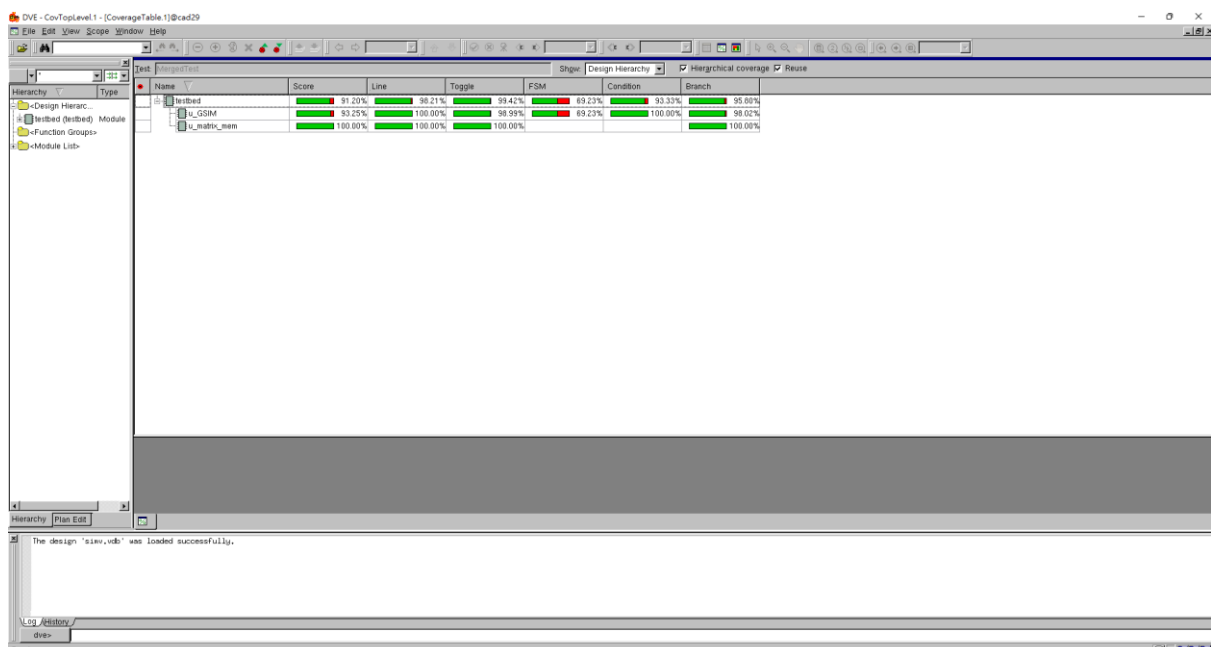 DVE - CovTopLevel.1 - [CoverageTable.1]@cad29
File Edit View Scope Window Help
Test MergedTest Show: Design Hierarchy Hierarchical coverage Reuse
Hierarchy Type
<Design Hierarc...
testbed (testbed) Module
<Function Groups>
<Module List>
Name Score Line Toggle FSM Condition Branch
testbed 91.20% 98.21% 99.42% 69.23% 93.33% 95.80%
u_GSIM 93.25% 100.00% 98.99% 69.23% 100.00% 98.02%
u_matrix_mem 100.00% 100.00% 100.00% 100.00%
Hierarchy Plan Edit
The design 'simv.vdb' was loaded successfully.
Log History
dve>